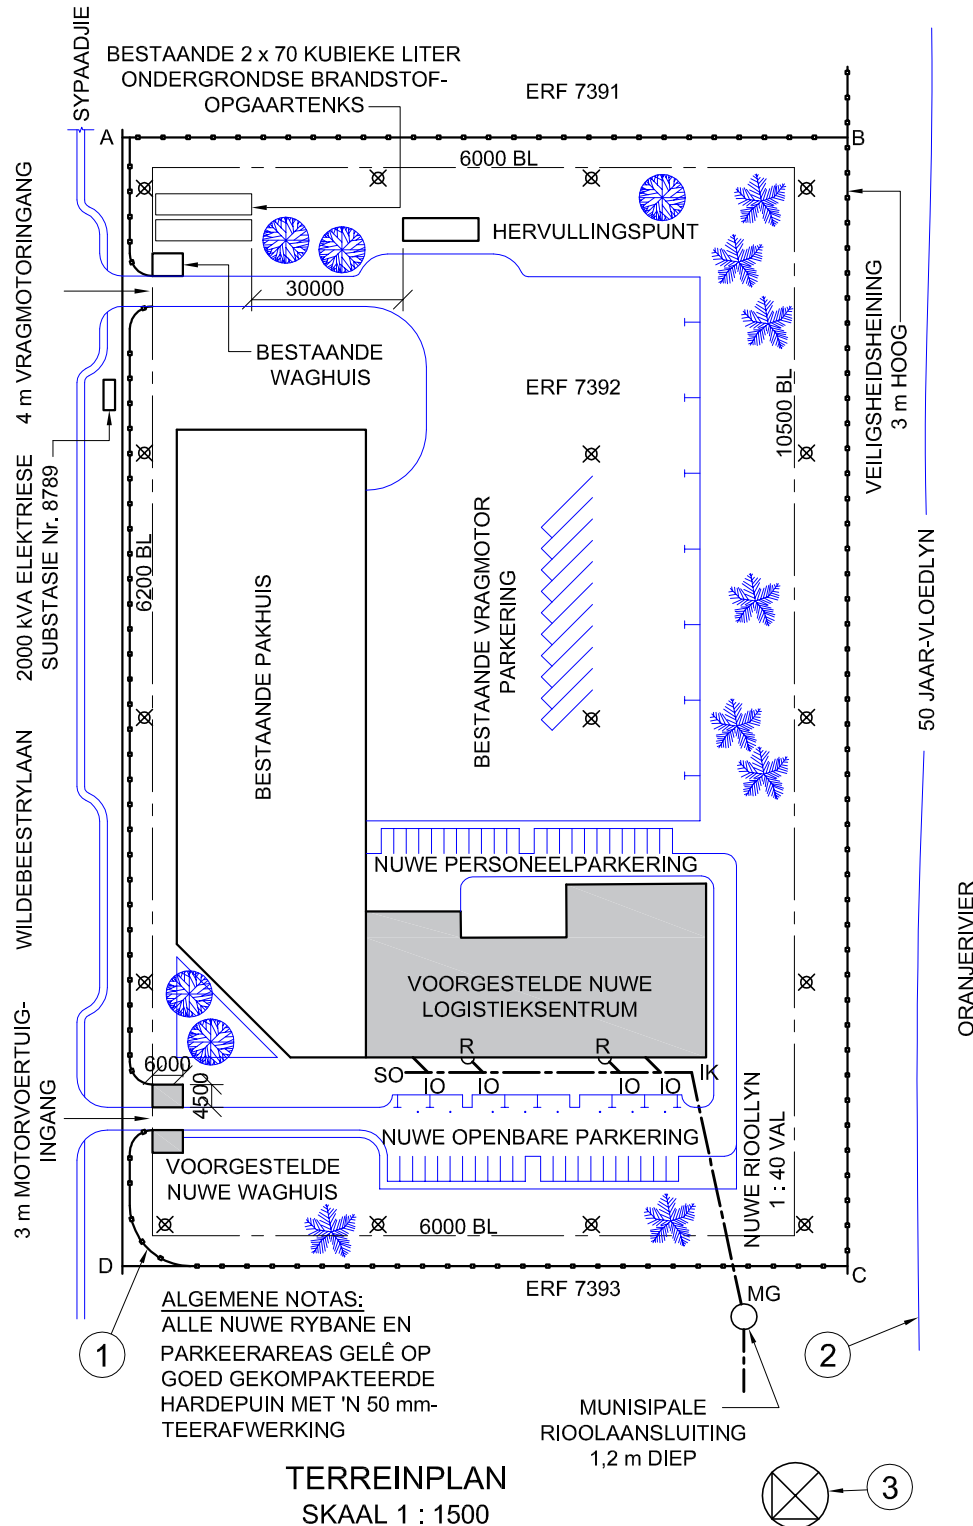 SYPAADJIE
BESTAANDE 2 x 70 KUBIEKE LITER
ONDERGRONDSE BRANDSTOF-
OPGAARTENKS
ERF 7391
A
B
6000 BL
HERVULLINGSPUNT
4 m VRAGMOTORINGANG
30000
BESTAANDE
WAGHUIS
ERF 7392
10500 BL
VEILIGSHEIDSHEINING
3 m HOOG
2000 KVA ELEKTRIESE
SUBSTASIE Nr. 8789
6200 BL
BESTAANDE PAKHUIS
BESTAANDE VRAGMOTOR
PARKERING
50 JAAR-VLOEDLYN
WILDEBEESTRYLAAN
NUWE PERSONEELPARKERING
ORANJERIVIER
VOORGESTELDE NUWE
LOGISTIEKSENTRUM
3 m MOTORVOERTUIG-
INGANG
6000
4500
R
R
SO
IO
IO
IO
IO
IK
NUWE OPENBARE PARKERING
NUWE RIOOLLYN
1 : 40 VAL
VOORGESTELDE
NUWE WAGHUIS
6000 BL
D
C
ERF 7393
MG
ALGEMENE NOTAS:
ALLE NUWE RYBANE EN
PARKEERAREAS GELÊ OP
GOED GEKOMPAKTEERDE
HARDEPUIN MET 'N 50 mm-
TEERAFWERKING
1
2
MUNISIPALE
RIOOLAANSLUITING
1,2 m DIEP
TERREINPLAN
SKAAL 1 : 1500
3